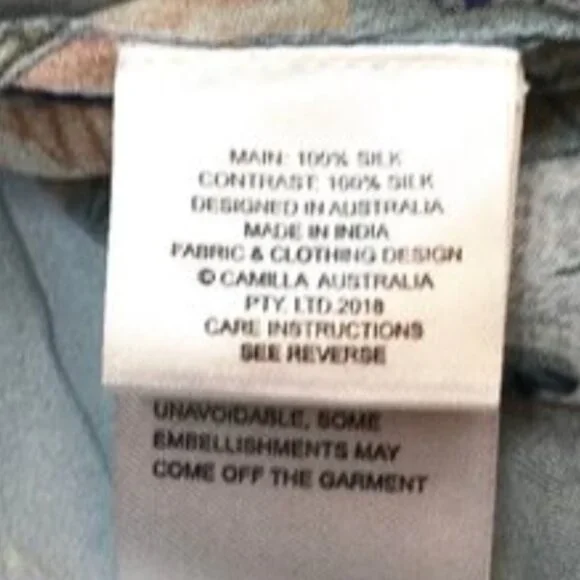 MAIN: 100% SILK
CONTRAST: 100% SILK
DESIGNED IN AUSTRALIA
MADE IN INDIA
FABRIC & CLOTHING DESIGN
© CAMILLA AUSTRALIA
PTY. LTD.2018
CARE INSTRUCTIONS
SEE REVERSE
UNAVOIDABLE, SOME
EMBELLISHMENTS MAY
COME OFF THE GARMENT